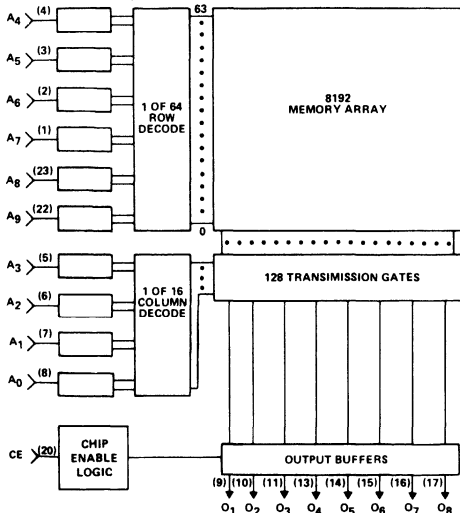 A4 (4)
A5 (3)
A6 (2)
A7 (1)
A8 (23)
A9 (22)
1 OF 64
ROW
DECODE
63
0
8192
MEMORY ARRAY
A3 (5)
A2 (6)
A1 (7)
A0 (8)
1 OF 16
COLUMN
DECODE
128 TRANSIMISSION GATES
CE (20)
CHIP
ENABLE
LOGIC
OUTPUT BUFFERS
(9) (10) (11) (13) (14) (15) (16) (17)
O1 O2 O3 O4 O5 O6 O7 O8